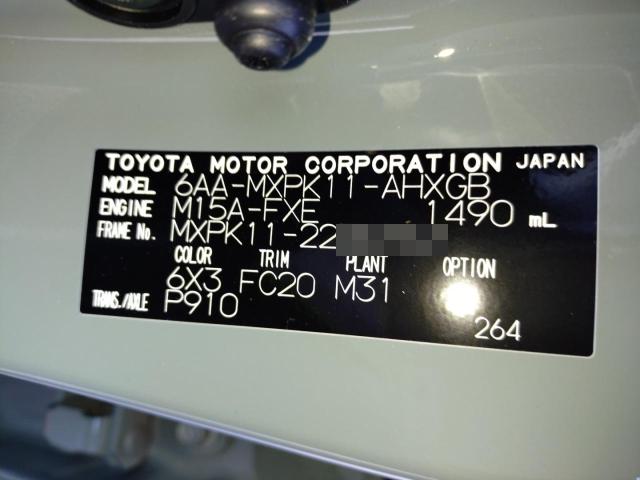 TOYOTA MOTOR CORPORATION JAPAN
MODEL 6AA-MXPK11-AHXGB
ENGINE M15A-FXE 1490 mL
FRAME No. MXPK11-22
COLOR TRIM PLANT OPTION
6X3 FC20 M31
TRANS./AXLE P910 264